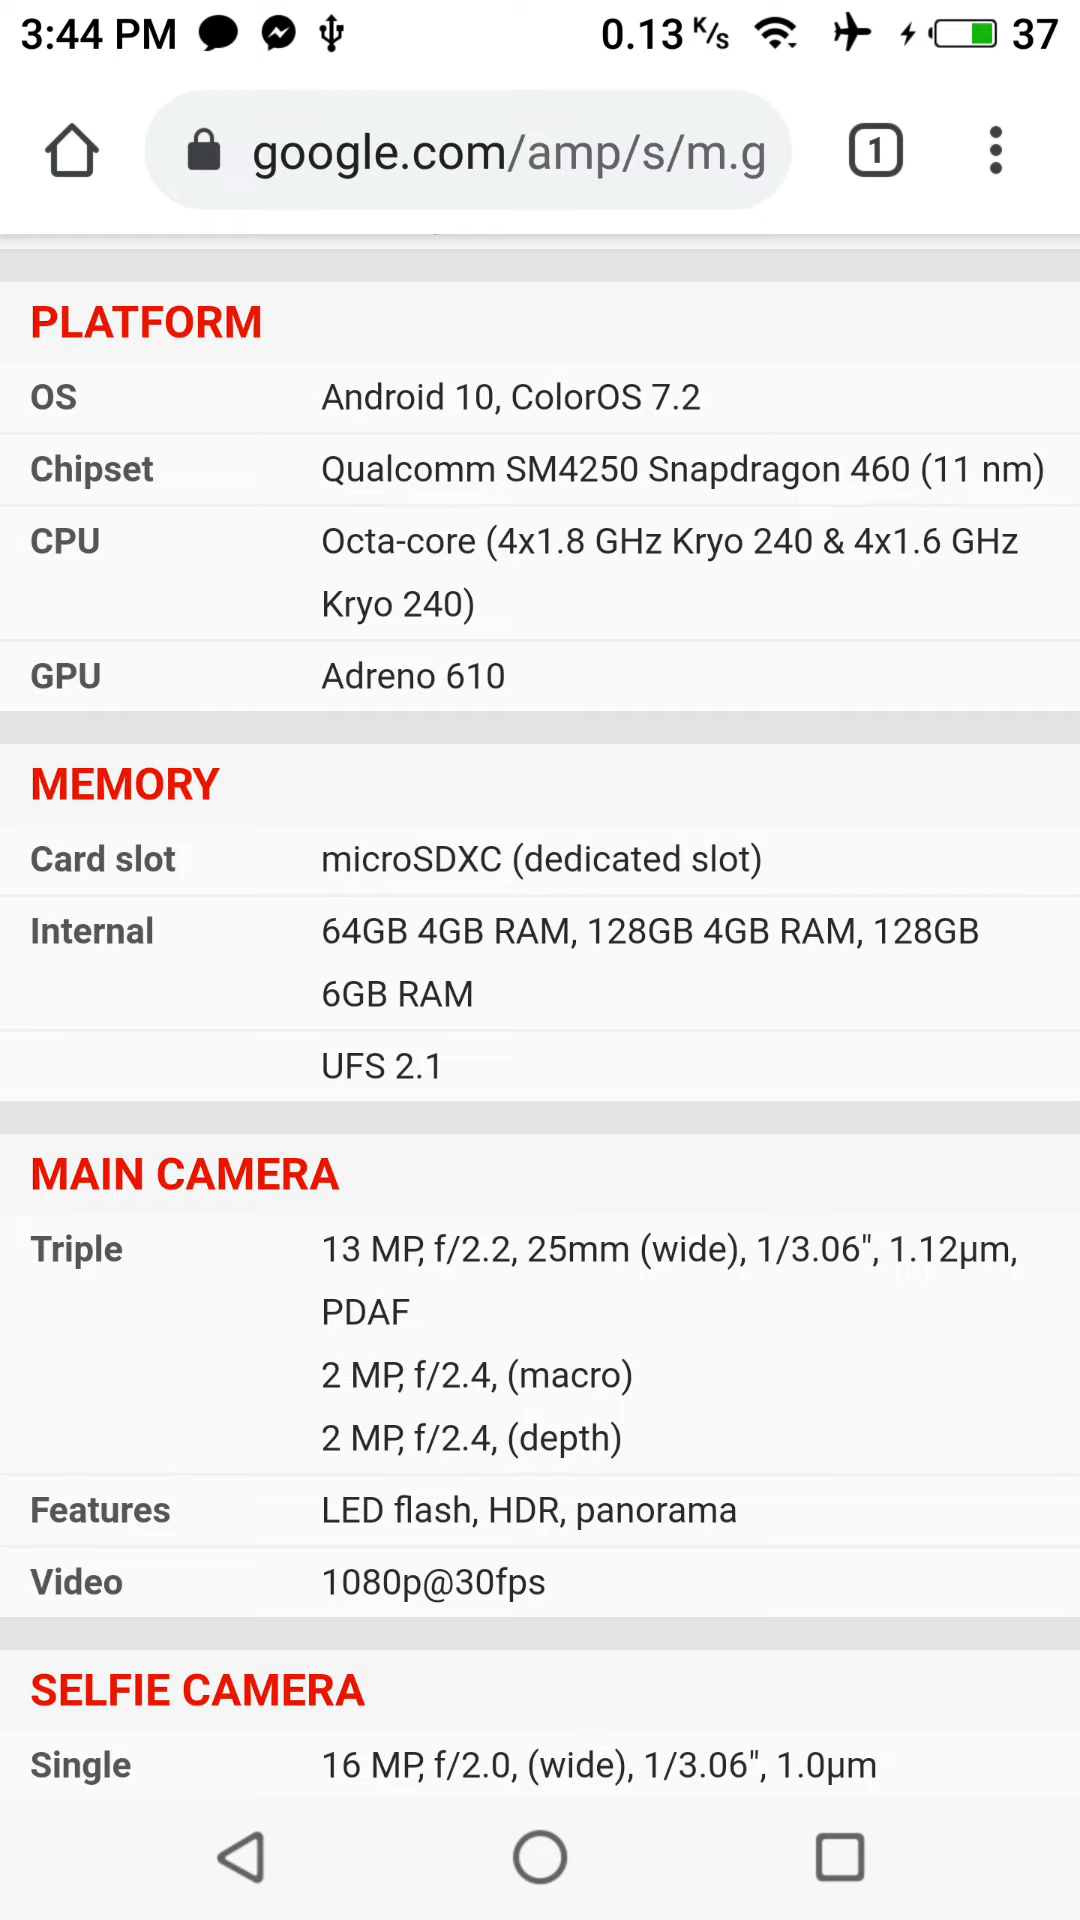 3:44 PM 0.13 K/s 37
google.com/amp/s/m.g 1
PLATFORM
OS Android 10, ColorOS 7.2
Chipset Qualcomm SM4250 Snapdragon 460 (11 nm)
CPU Octa-core (4x1.8 GHz Kryo 240 & 4x1.6 GHz
Kryo 240)
GPU Adreno 610
MEMORY
Card slot microSDXC (dedicated slot)
Internal 64GB 4GB RAM, 128GB 4GB RAM, 128GB
6GB RAM
UFS 2.1
MAIN CAMERA
Triple 13 MP, f/2.2, 25mm (wide), 1/3.06", 1.12µm,
PDAF
2 MP, f/2.4, (macro)
2 MP, f/2.4, (depth)
Features LED flash, HDR, panorama
Video 1080p@30fps
SELFIE CAMERA
Single 16 MP, f/2.0, (wide), 1/3.06", 1.0µm